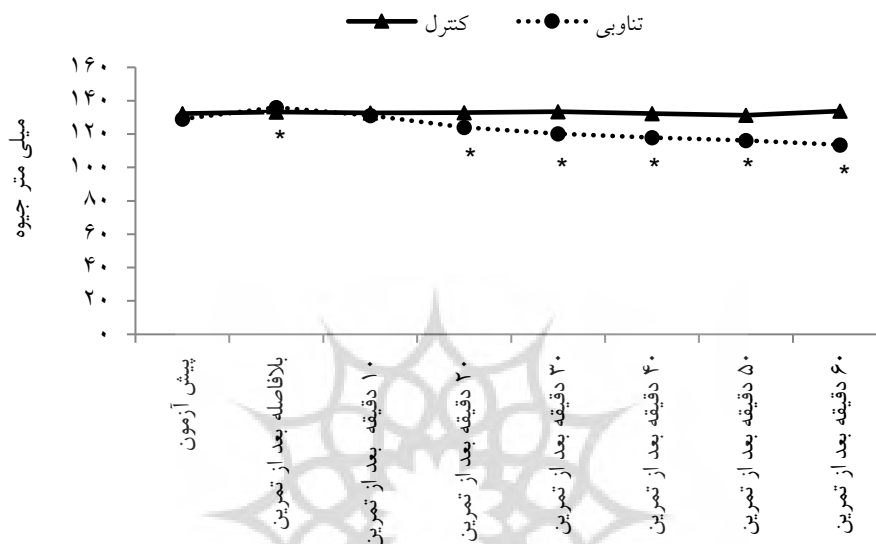 کنترل تناوبی
میلی متر جیوه
۱۶۰
۱۴۰
۱۲۰
۱۰۰
۸۰
۶۰
۴۰
۲۰
۰
*
*
*
*
*
*
پیش آزمون
بلافاصله بعد از تمرین
۱۰ دقیقه بعد از تمرین
۲۰ دقیقه بعد از تمرین
۳۰ دقیقه بعد از تمرین
۴۰ دقیقه بعد از تمرین
۵۰ دقیقه بعد از تمرین
۶۰ دقیقه بعد از تمرین